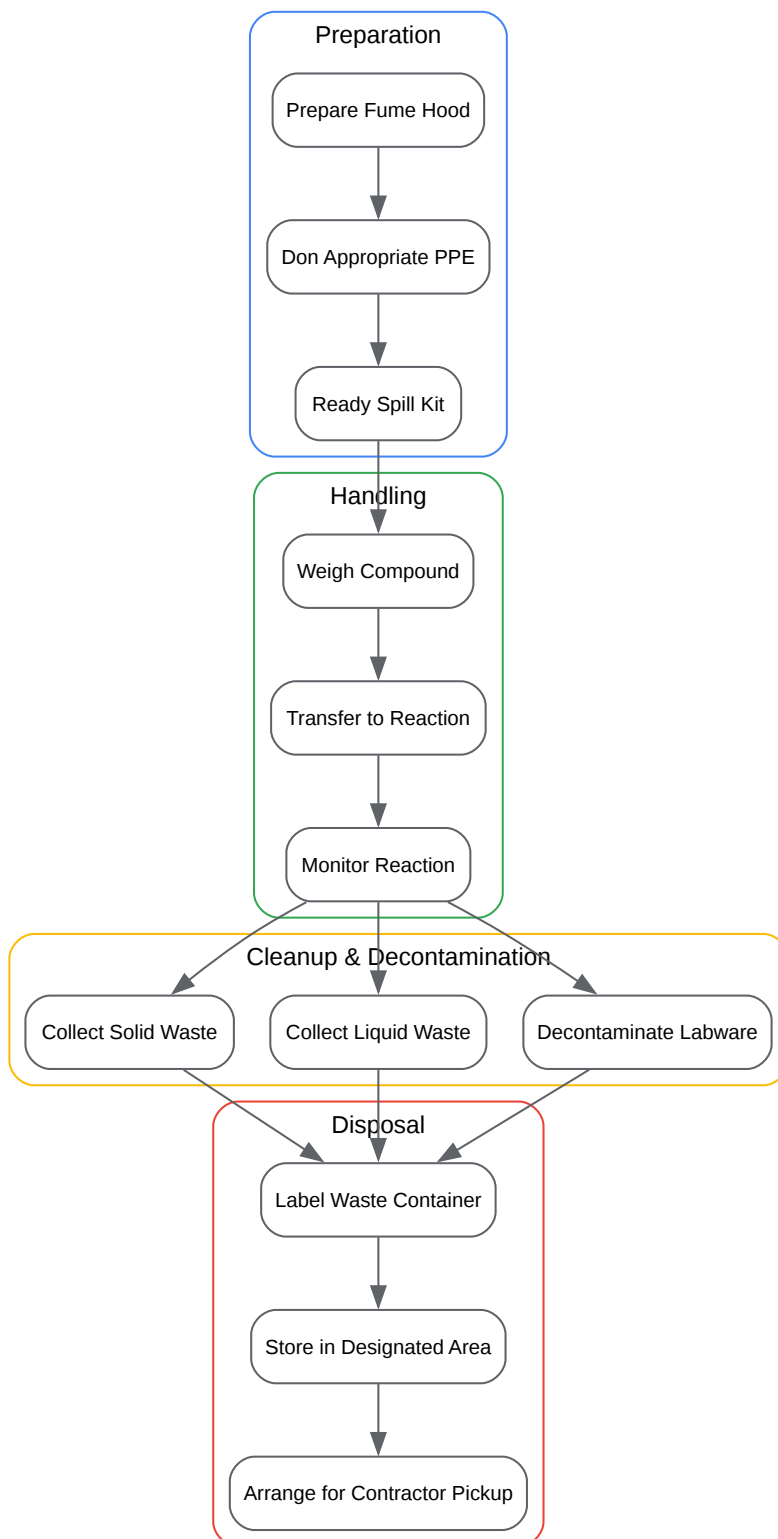 Preparation
Prepare Fume Hood
Don Appropriate PPE
Ready Spill Kit
Handling
Weigh Compound
Transfer to Reaction
Monitor Reaction
Cleanup & Decontamination
Collect Solid Waste
Collect Liquid Waste
Decontaminate Labware
Disposal
Label Waste Container
Store in Designated Area
Arrange for Contractor Pickup